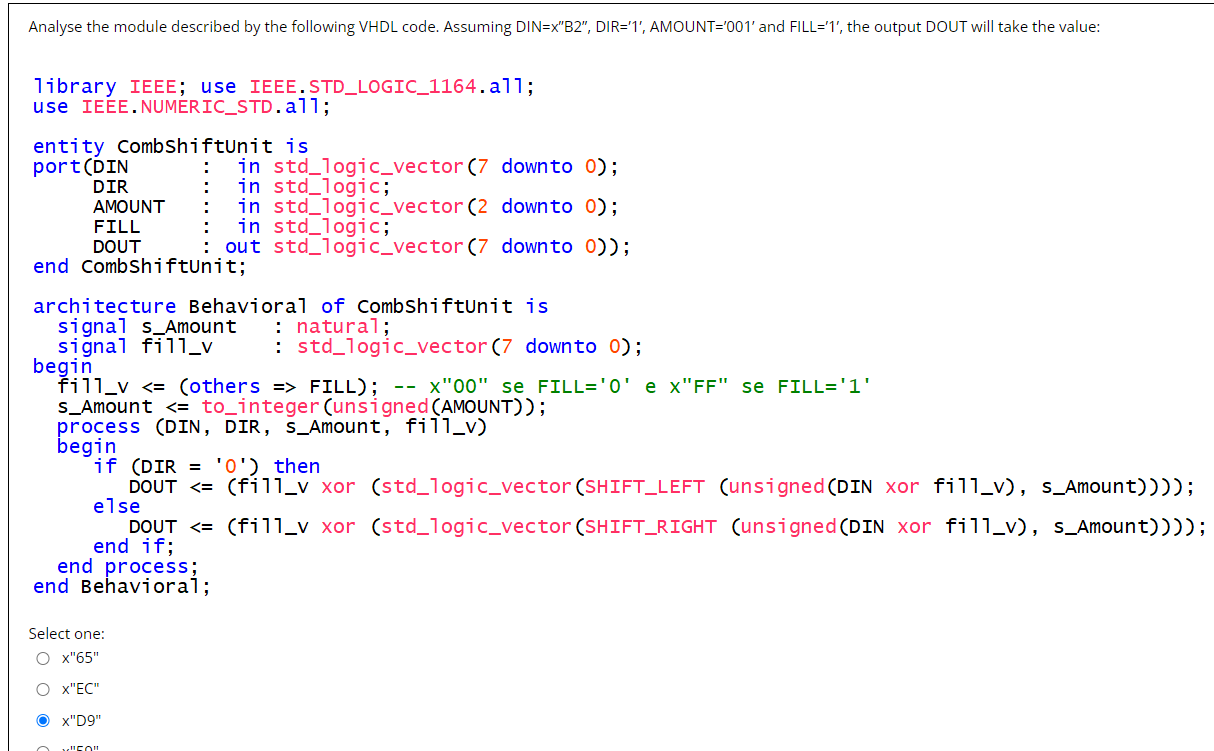 Analyse the module described by the following VHDL code. Assuming DIN=x”B2”, DIR=’1’, AMOUNT=’001’ and FILL=’1’, the output DOUT will take the value:
library IEEE; use IEEE.STD_LOGIC_1164.all;
use IEEE.NUMERIC_STD.all;
entity CombShiftUnit is
port(DIN : in std_logic_vector(7 downto 0);
DIR : in std_logic;
AMOUNT : in std_logic_vector(2 downto 0);
FILL : in std_logic;
DOUT : out std_logic_vector(7 downto 0));
end CombShiftUnit;
architecture Behavioral of CombShiftUnit is
signal s_Amount : natural;
signal fill_v : std_logic_vector(7 downto 0);
begin
fill_v <= (others => FILL); -- x"00" se FILL='0' e x"FF" se FILL='1'
s_Amount <= to_integer(unsigned(AMOUNT));
process (DIN, DIR, s_Amount, fill_v)
begin
if (DIR = '0') then
DOUT <= (fill_v xor (std_logic_vector(SHIFT_LEFT (unsigned(DIN xor fill_v), s_Amount))));
else
DOUT <= (fill_v xor (std_logic_vector(SHIFT_RIGHT (unsigned(DIN xor fill_v), s_Amount))));
end if;
end process;
end Behavioral;
Select one:
x"65"
x"EC"
x"D9"